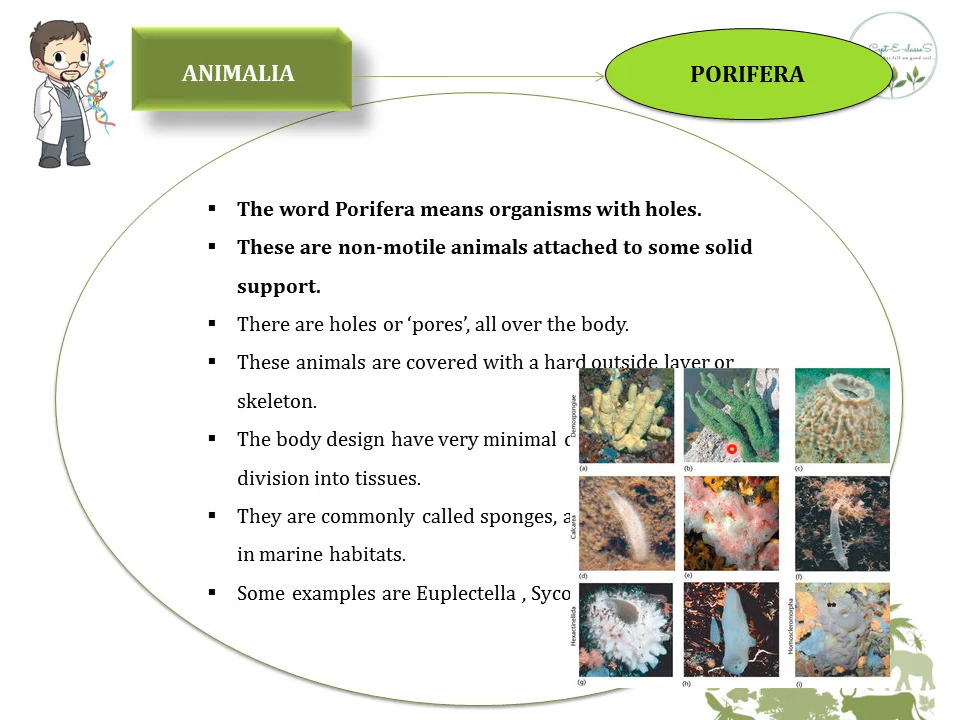 ANIMALIA
PORIFERA
The word Porifera means organisms with holes.
These are non-motile animals attached to some solid
support.
There are holes or ‘pores’, all over the body.
These animals are covered with a hard outside layer or
skeleton.
The body design have very minimal
division into tissues.
They are commonly called sponges,
in marine habitats.
Some examples are Euplectella ,
Demospongiae
(a)
(b)
(c)
Calcarea
(d)
(e)
(f)
Hexactinellida
(g)
(h)
Homoscleromorpha
(i)